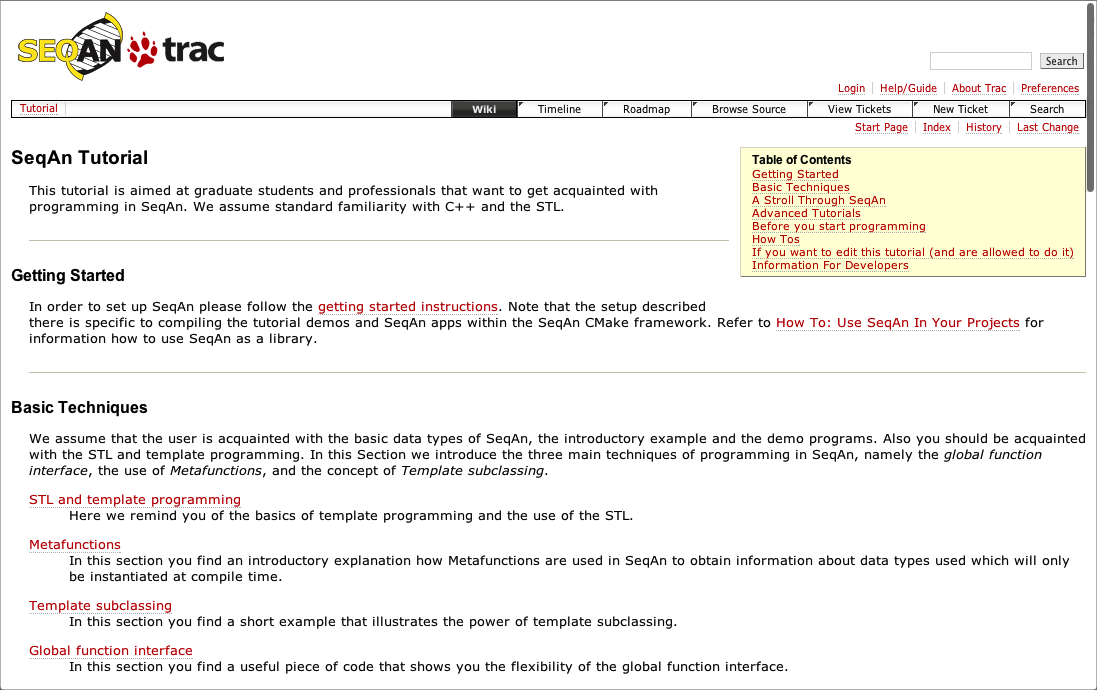 SEQAN trac
Search
Login Help/Guide About Trac Preferences
Tutorial Wiki Timeline Roadmap Browse Source View Tickets New Ticket Search
Start Page Index History Last Change
SeqAn Tutorial
This tutorial is aimed at graduate students and professionals that want to get acquainted with
programming in SeqAn. We assume standard familiarity with C++ and the STL.
Table of Contents
Getting Started
Basic Techniques
A Stroll Through SeqAn
Advanced Tutorials
Before you start programming
How Tos
If you want to edit this tutorial (and are allowed to do it)
Information For Developers
Getting Started
In order to set up SeqAn please follow the getting started instructions. Note that the setup described
there is specific to compiling the tutorial demos and SeqAn apps within the SeqAn CMake framework. Refer to How To: Use SeqAn In Your Projects for
information how to use SeqAn as a library.
Basic Techniques
We assume that the user is acquainted with the basic data types of SeqAn, the introductory example and the demo programs. Also you should be acquainted
with the STL and template programming. In this Section we introduce the three main techniques of programming in SeqAn, namely the global function
interface, the use of Metafunctions, and the concept of Template subclassing.
STL and template programming
Here we remind you of the basics of template programming and the use of the STL.
Metafunctions
In this section you find an introductory explanation how Metafunctions are used in SeqAn to obtain information about data types used which will only
be instantiated at compile time.
Template subclassing
In this section you find a short example that illustrates the power of template subclassing.
Global function interface
In this section you find a useful piece of code that shows you the flexibility of the global function interface.